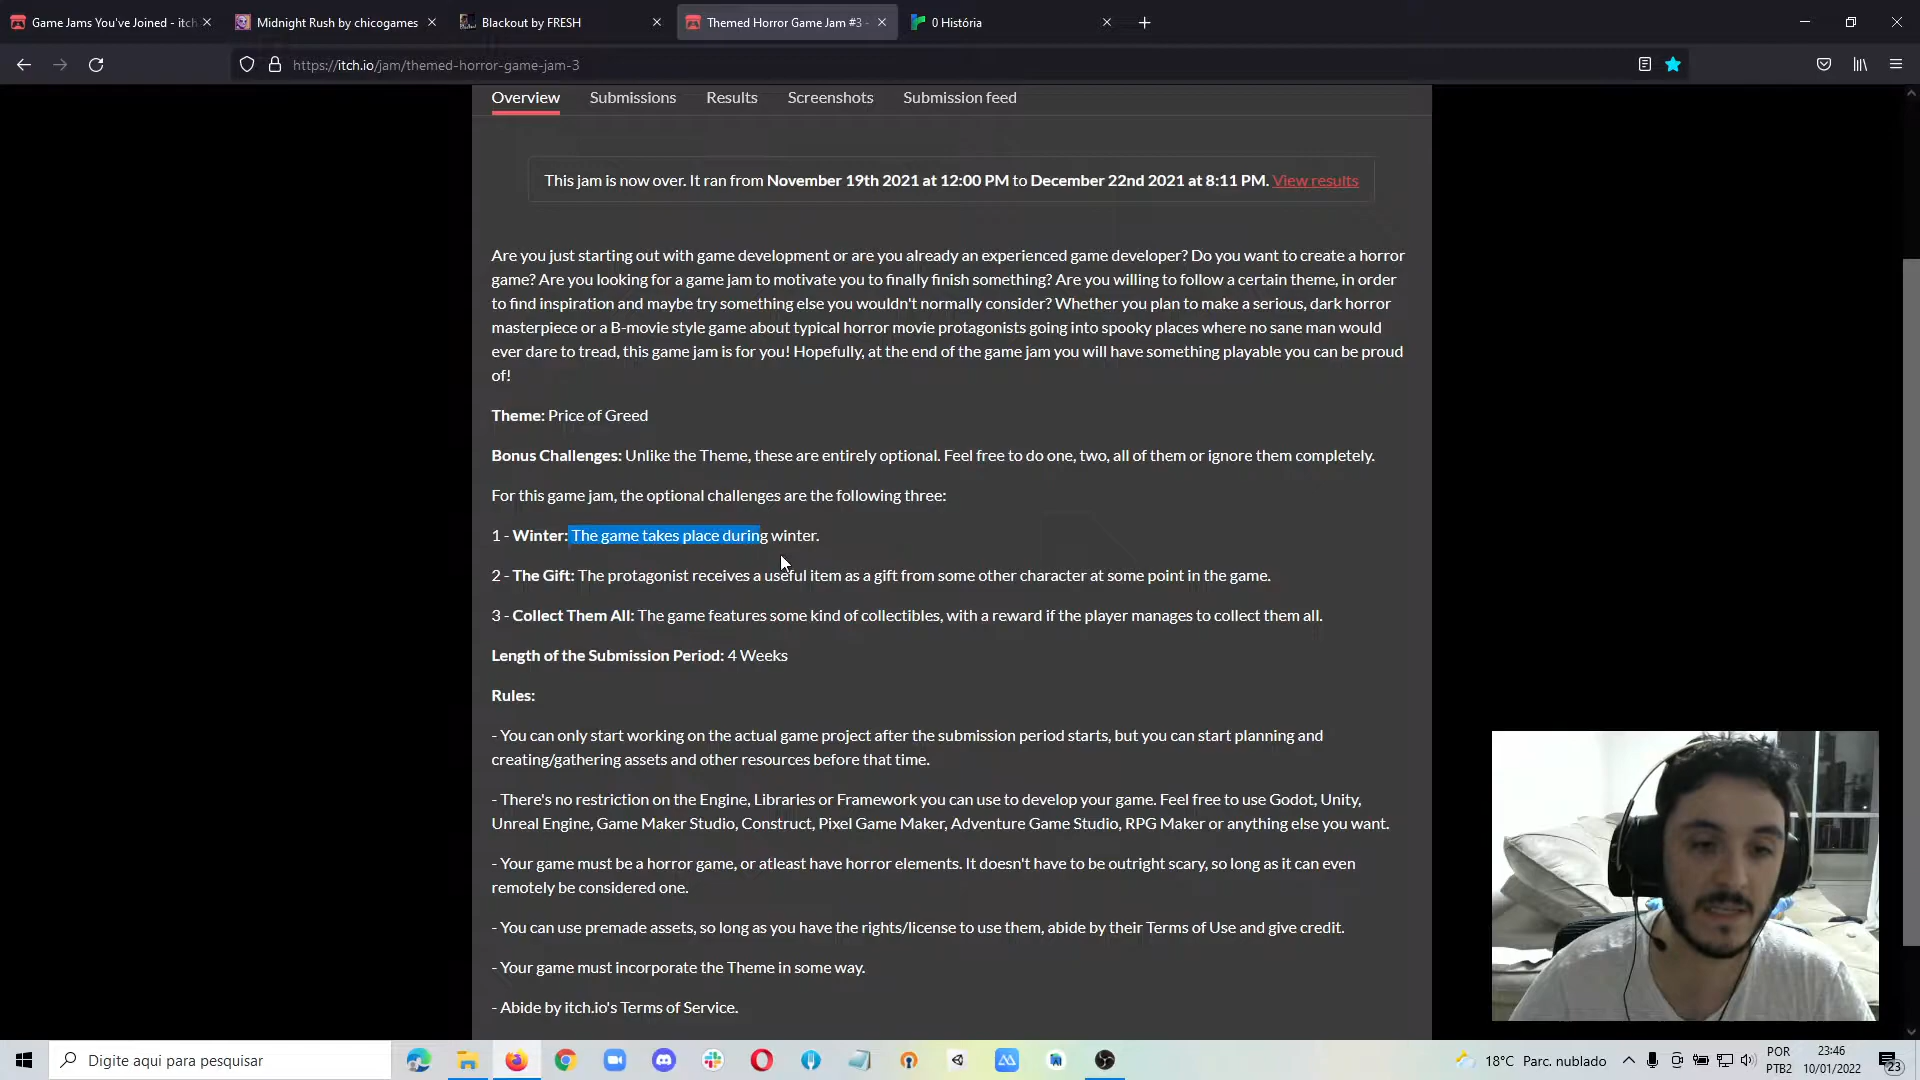 Game Jams You've Joined - itch
Midnight Rush by chicogames
Blackout by FRESH
Themed Horror Game Jam #3 -
0 História
https://itch.io/jam/themed-horror-game-jam-3
Overview Submissions Results Screenshots Submission feed
This jam is now over. It ran from November 19th 2021 at 12:00 PM to December 22nd 2021 at 8:11 PM. View results
Are you just starting out with game development or are you already an experienced game developer? Do you want to create a horror
game? Are you looking for a game jam to motivate you to finally finish something? Are you willing to follow a certain theme, in order
to find inspiration and maybe try something else you wouldn't normally consider? Whether you plan to make a serious, dark horror
masterpiece or a B-movie style game about typical horror movie protagonists going into spooky places where no sane man would
ever dare to tread, this game jam is for you! Hopefully, at the end of the game jam you will have something playable you can be proud
of!
Theme: Price of Greed
Bonus Challenges: Unlike the Theme, these are entirely optional. Feel free to do one, two, all of them or ignore them completely.
For this game jam, the optional challenges are the following three:
1 - Winter: The game takes place during winter.
2 - The Gift: The protagonist receives a useful item as a gift from some other character at some point in the game.
3 - Collect Them All: The game features some kind of collectibles, with a reward if the player manages to collect them all.
Length of the Submission Period: 4 Weeks
Rules:
- You can only start working on the actual game project after the submission period starts, but you can start planning and
creating/gathering assets and other resources before that time.
- There's no restriction on the Engine, Libraries or Framework you can use to develop your game. Feel free to use Godot, Unity,
Unreal Engine, Game Maker Studio, Construct, Pixel Game Maker, Adventure Game Studio, RPG Maker or anything else you want.
- Your game must be a horror game, or atleast have horror elements. It doesn't have to be outright scary, so long as it can even
remotely be considered one.
- You can use premade assets, so long as you have the rights/license to use them, abide by their Terms of Use and give credit.
- Your game must incorporate the Theme in some way.
- Abide by itch.io's Terms of Service.
Digite aqui para pesquisar
18°C Parc. nublado
POR
PTB2
23:46
10/01/2022
23